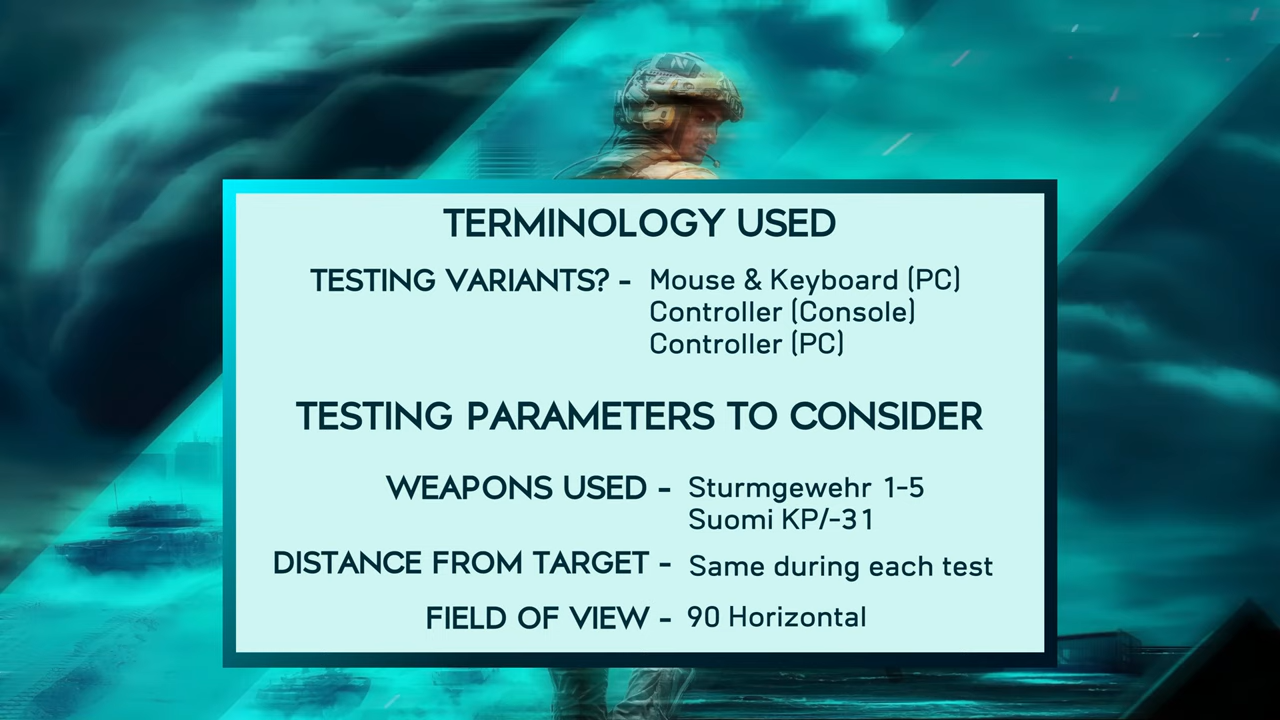 TERMINOLOGY USED
TESTING VARIANTS? - Mouse & Keyboard (PC)
Controller (Console)
Controller (PC)
TESTING PARAMETERS TO CONSIDER
WEAPONS USED - Sturmgewehr 1-5
Suomi KP/-31
DISTANCE FROM TARGET - Same during each test
FIELD OF VIEW - 90 Horizontal